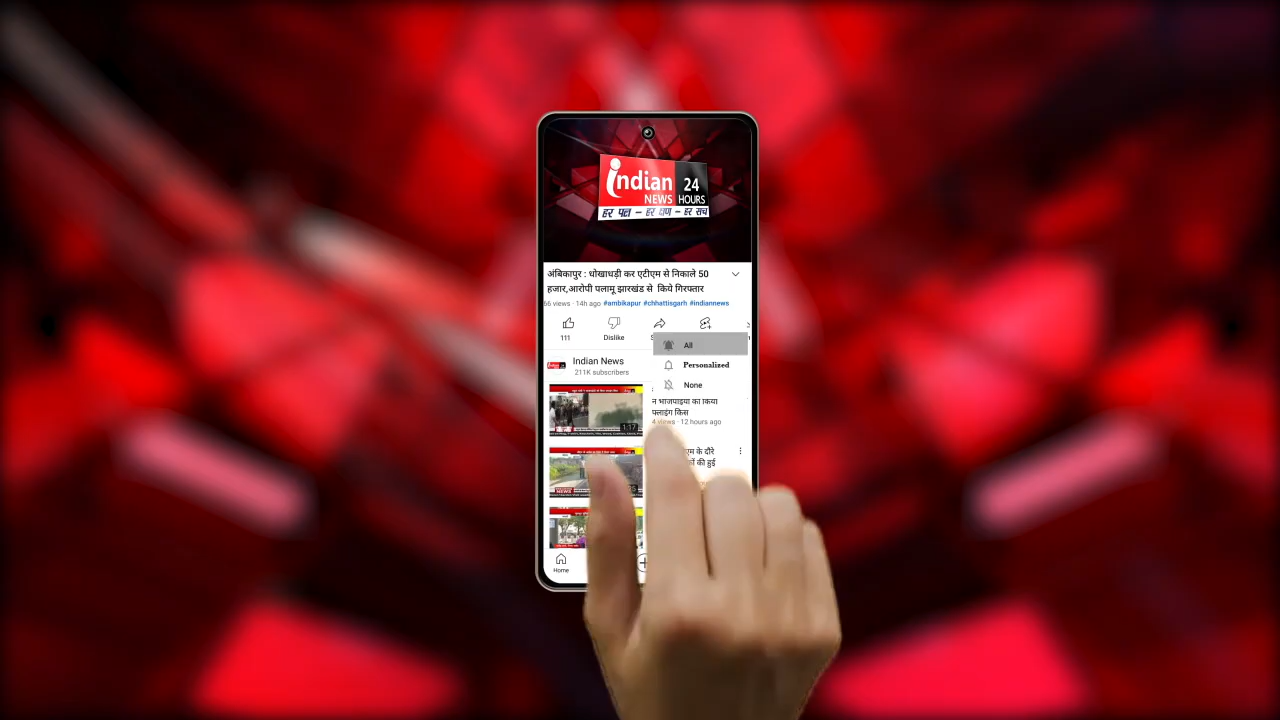 indian
NEWS
24
HOURS
हर पल - हर क्षण - हर सच
अंबिकापुर : धोखाधड़ी कर एटीएम से निकाले 50
हजार,आरोपी पलामू झारखंड से किये गिरफ्तार
66 views · 14h ago #ambikapur #chhattisgarh #indiannews
111
Dislike
All
Personalized
None
Indian News
211K subscribers
न भाजपाइयों का किया
फ्लाइंग किस
4 views · 12 hours ago
1:17
एम के दौरे
कों की हुई
NEWS
Home